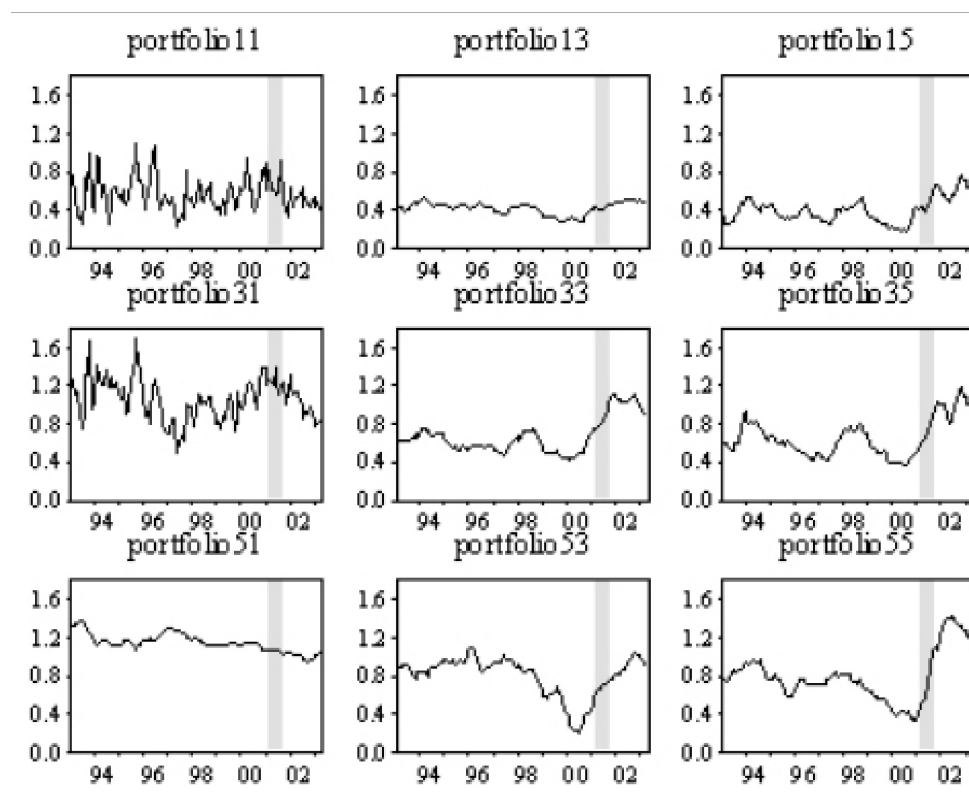 portfolio11 portfolio13 portfolio15
1.6 1.6 1.6
1.2 1.2 1.2
0.8 0.8 0.8
0.4 0.4 0.4
0.0 0.0 0.0
94 96 98 00 02 94 96 98 00 02 94 96 98 00 02
portfolio31 portfolio33 portfolio35
1.6 1.6 1.6
1.2 1.2 1.2
0.8 0.8 0.8
0.4 0.4 0.4
0.0 0.0 0.0
94 96 98 00 02 94 96 98 00 02 94 96 98 00 02
portfolio51 portfolio53 portfolio55
1.6 1.6 1.6
1.2 1.2 1.2
0.8 0.8 0.8
0.4 0.4 0.4
0.0 0.0 0.0
94 96 98 00 02 94 96 98 00 02 94 96 98 00 02